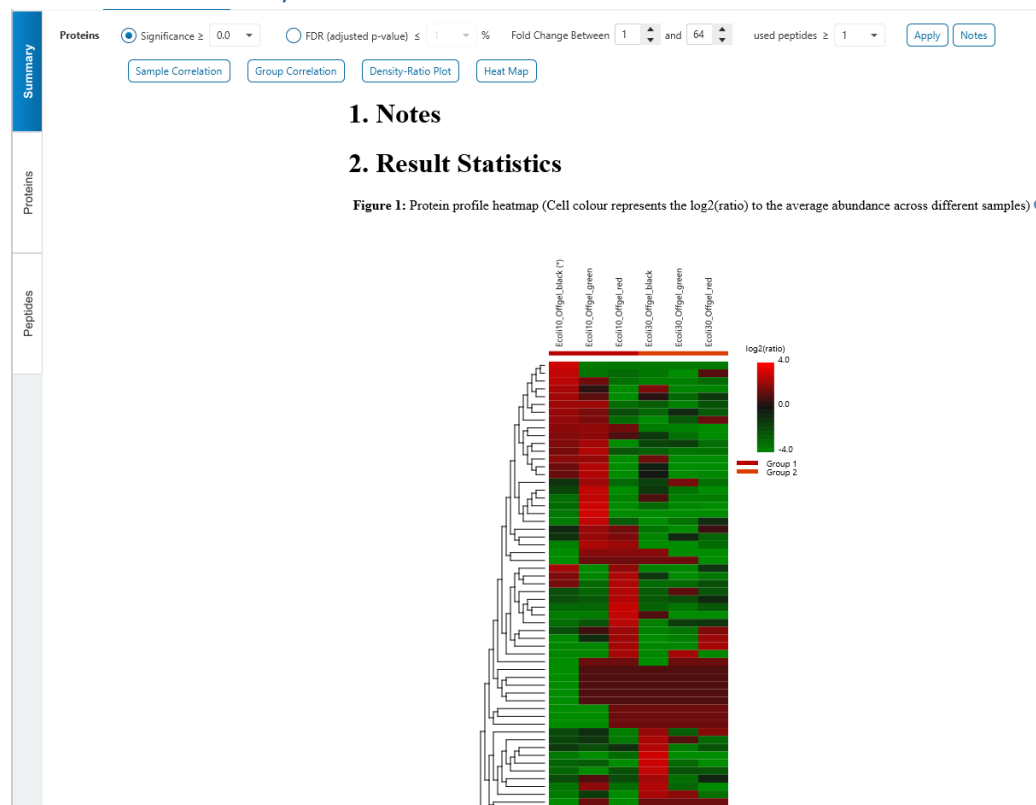 Summary
Proteins
Peptides
Proteins Significance ≥ 0.0 FDR (adjusted p-value) ≤ 1 % Fold Change Between 1 and 64 used peptides ≥ 1 Apply Notes
Sample Correlation Group Correlation Density-Ratio Plot Heat Map
1. Notes
2. Result Statistics
Figure 1: Protein profile heatmap (Cell colour represents the log2(ratio) to the average abundance across different samples)
Ecoli10_Offgel_black (*)
Ecoli10_Offgel_green
Ecoli10_Offgel_red
Ecoli30_Offgel_black
Ecoli30_Offgel_green
Ecoli30_Offgel_red
log2(ratio)
4.0
0.0
-4.0
Group 1
Group 2